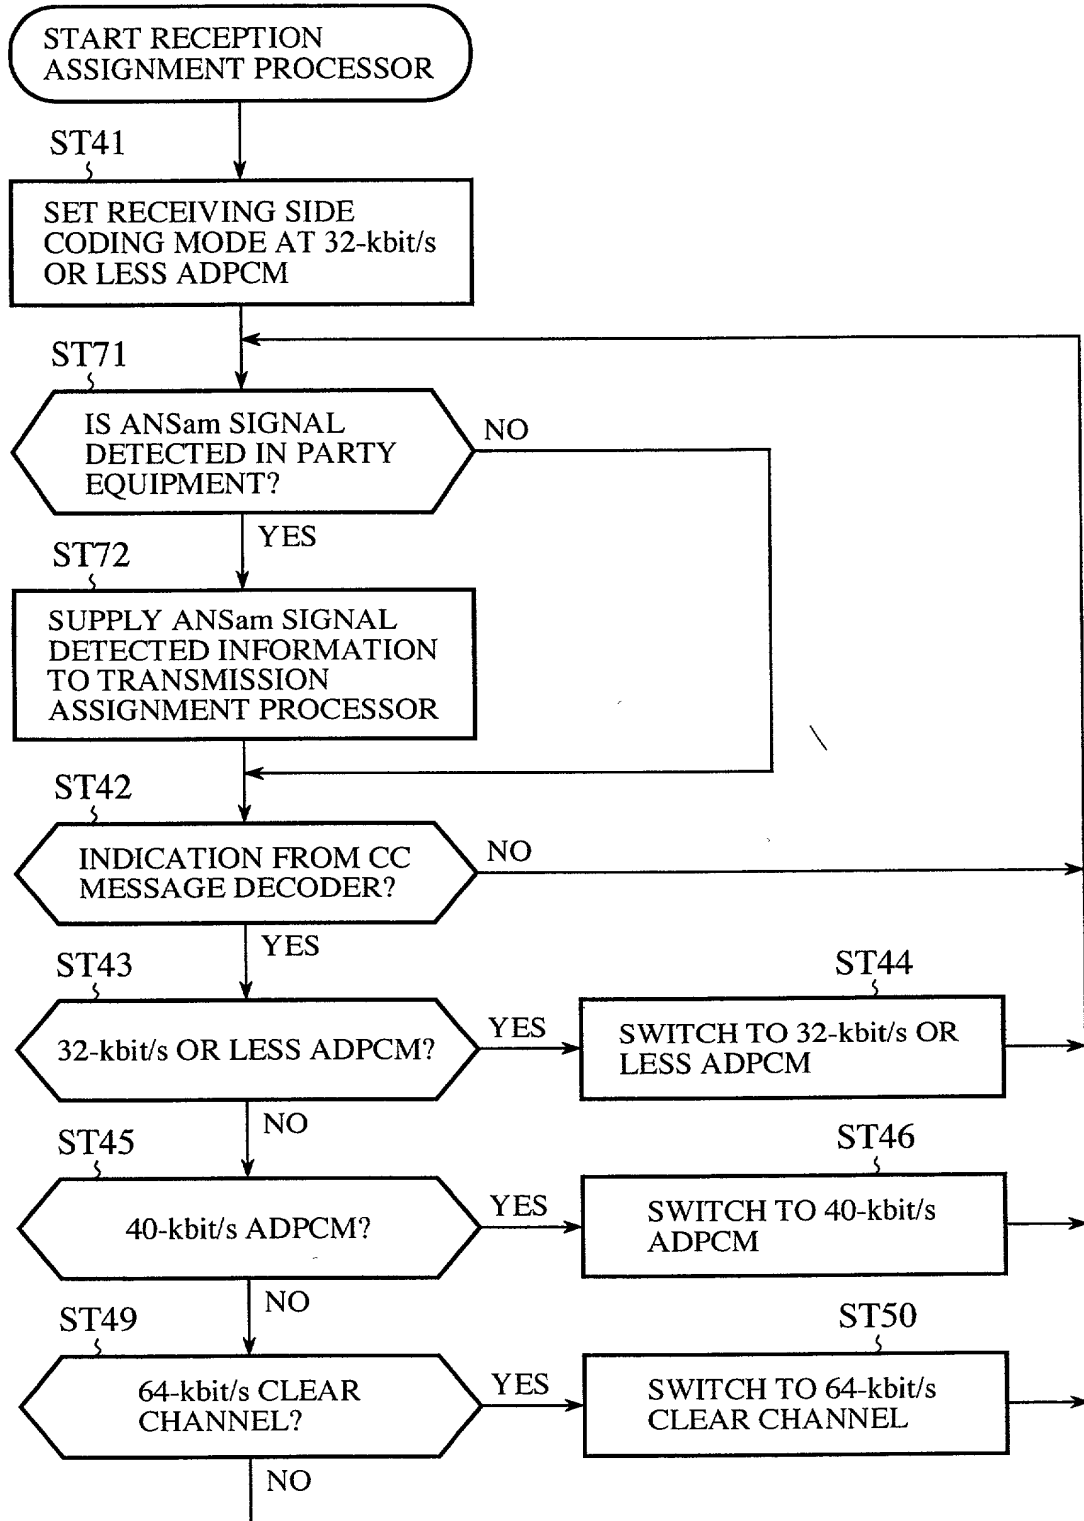 START RECEPTION
ASSIGNMENT PROCESSOR
ST41
SET RECEIVING SIDE
CODING MODE AT 32-kbit/s
OR LESS ADPCM
ST71
IS ANSam SIGNAL
DETECTED IN PARTY
EQUIPMENT?
NO
YES
ST72
SUPPLY ANSam SIGNAL
DETECTED INFORMATION
TO TRANSMISSION
ASSIGNMENT PROCESSOR
ST42
INDICATION FROM CC
MESSAGE DECODER?
NO
YES
ST43
32-kbit/s OR LESS ADPCM?
YES
ST44
SWITCH TO 32-kbit/s OR
LESS ADPCM
NO
ST45
40-kbit/s ADPCM?
YES
ST46
SWITCH TO 40-kbit/s
ADPCM
NO
ST49
64-kbit/s CLEAR
CHANNEL?
YES
ST50
SWITCH TO 64-kbit/s
CLEAR CHANNEL
NO